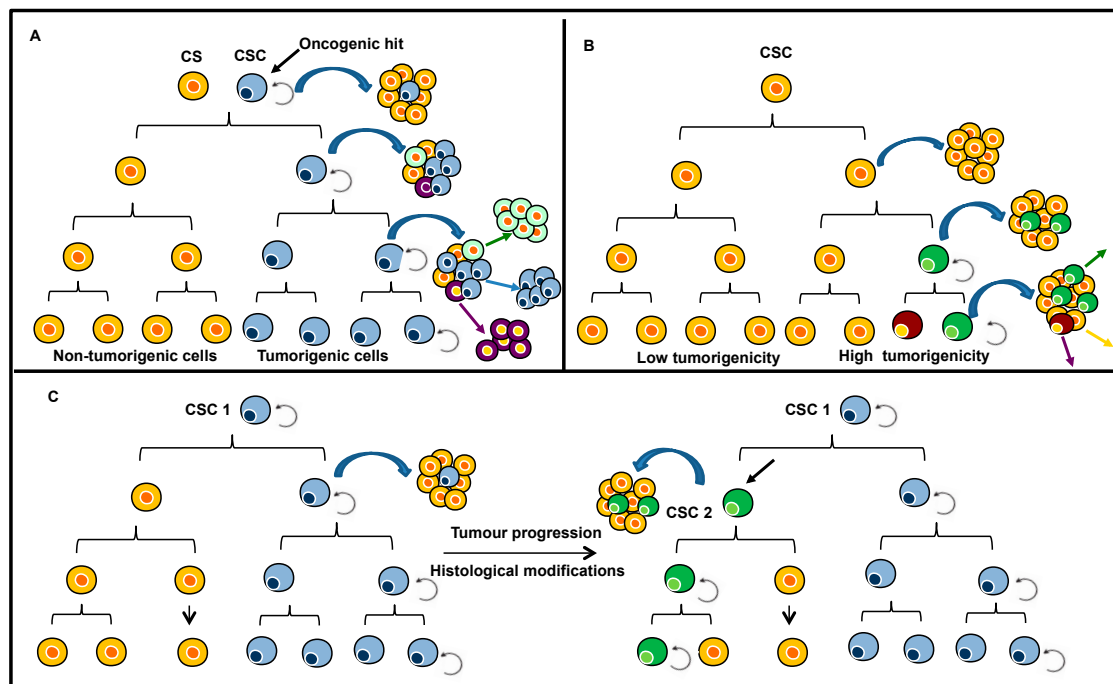 A
Oncogenic hit
CS
CSC
Non-tumorigenic cells
Tumorigenic cells
B
CSC
Low tumorigenicity
High tumorigenicity
C
CSC 1
Tumour progression
Histological modifications
CSC 1
CSC 2